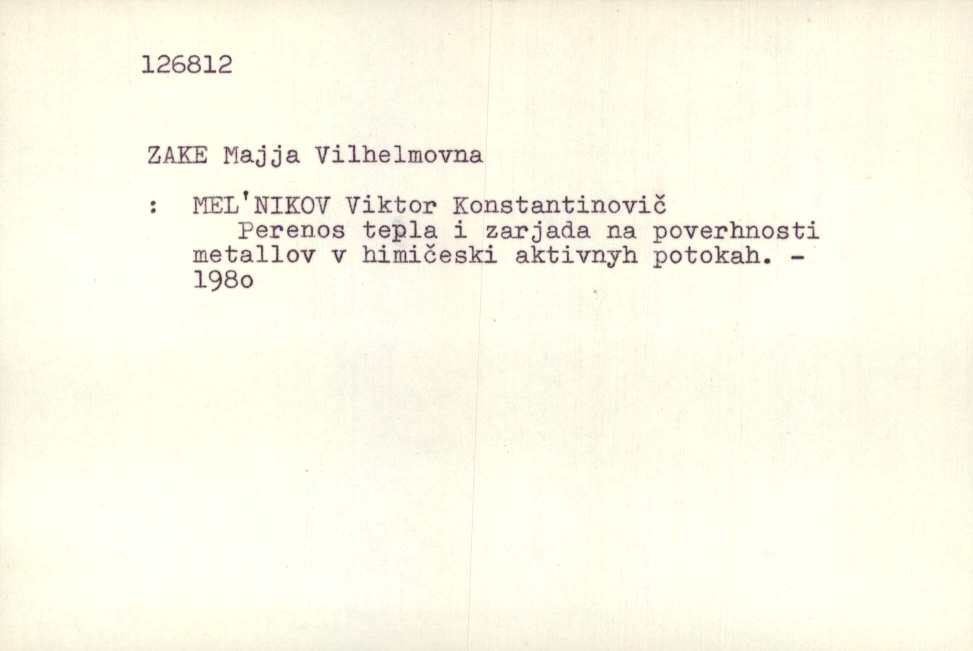 126812
ZAKE Majja Vilhelmovna
: MEL'NIKOV Viktor Konstantinovič
Perenos tepla i zarjada na poverhnosti
metallov v himičeski aktivnyh potokah. -
198o